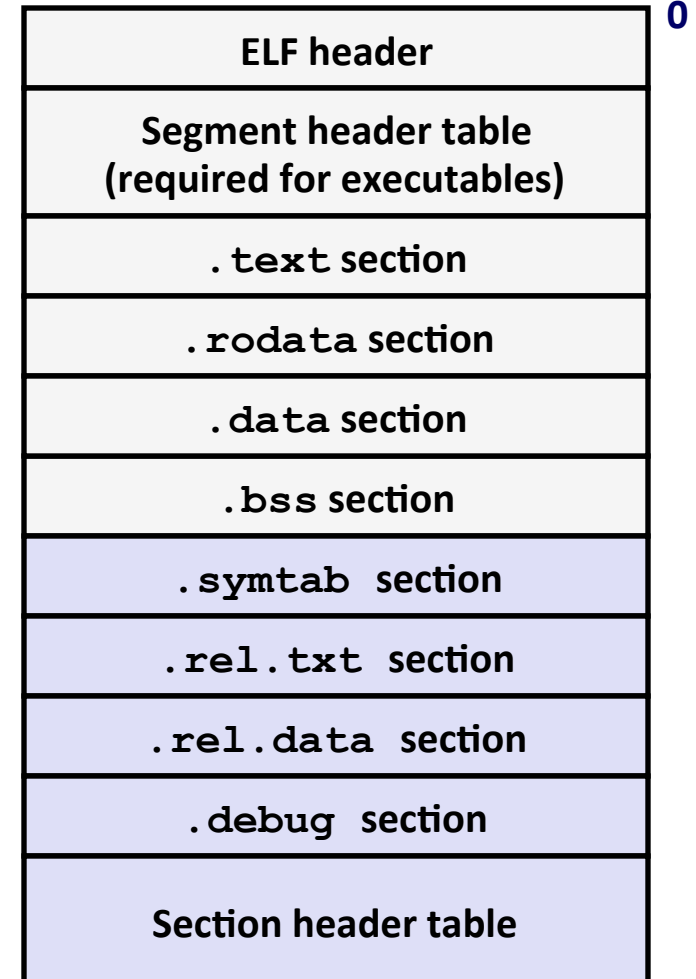 0
ELF header
Segment header table
(required for executables)
.text section
.rodata section
.data section
.bss section
.symtab section
.rel.txt section
.rel.data section
.debug section
Section header table